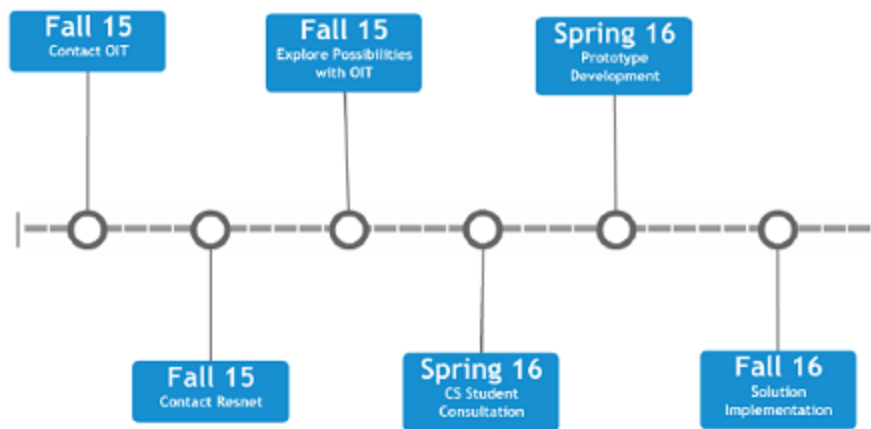 Fall 15
Contact OIT
Fall 15
Contact Resnet
Fall 15
Explore Possibilities
with OIT
Spring 16
CS Student
Consultation
Spring 16
Prototype
Development
Fall 16
Solution
Implementation